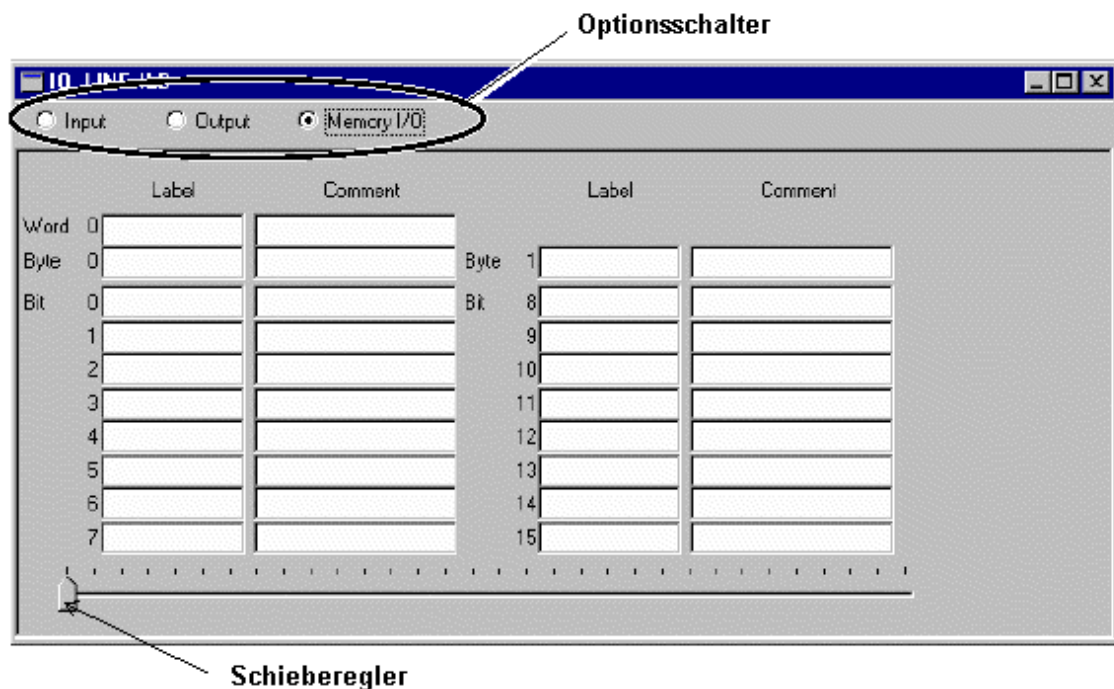 Optionsschalter
Input Output Memory I/O
Label Comment Label Comment
Word 0
Byte 0 Byte 1
Bit 0 Bit 8
1 9
2 10
3 11
4 12
5 13
6 14
7 15
Schieberegler